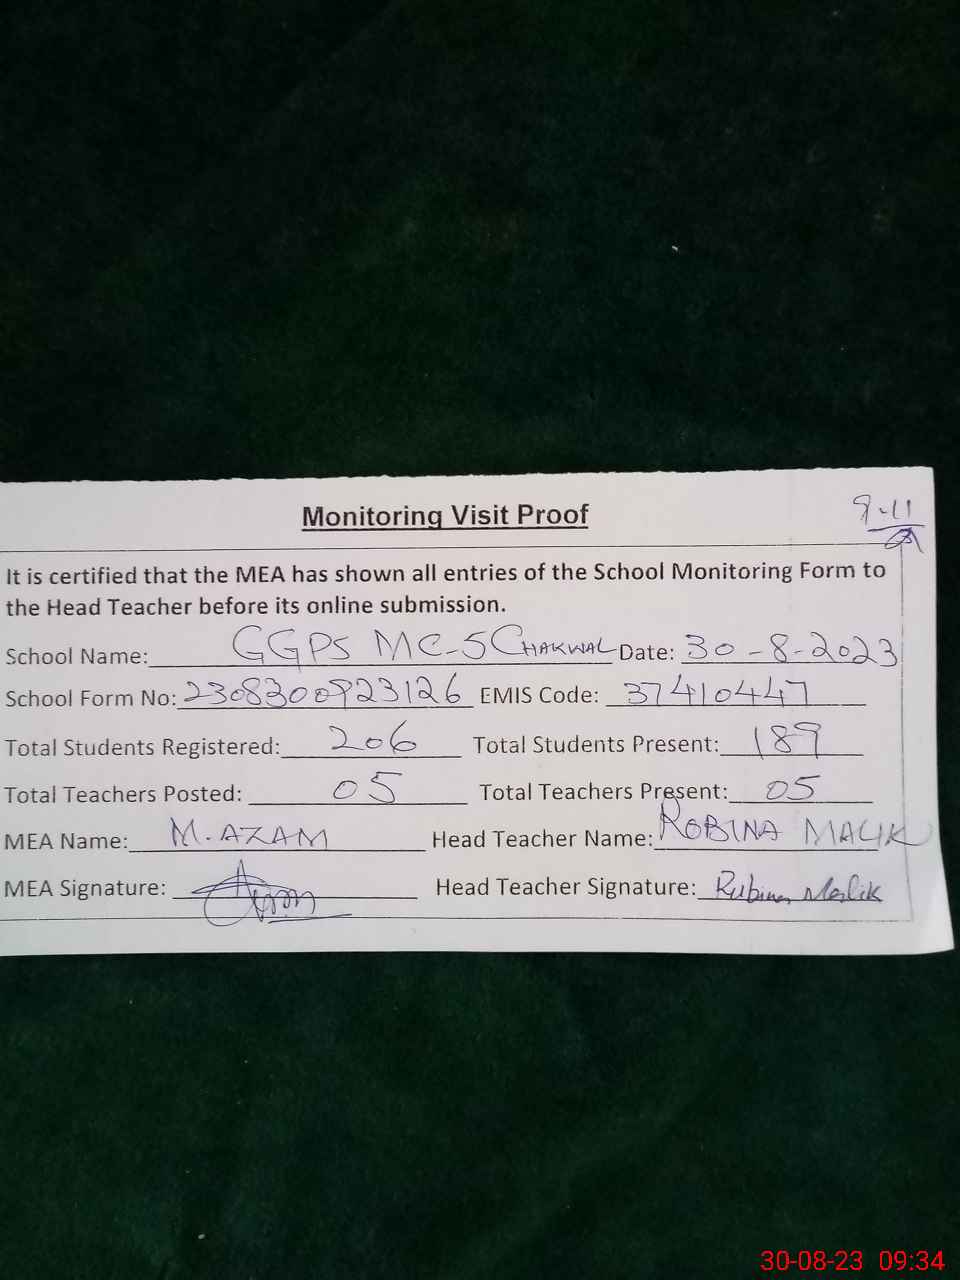 Monitoring Visit Proof
9-11
It is certified that the MEA has shown all entries of the School Monitoring Form to
the Head Teacher before its online submission.
School Name: GGPS MC-5 CHAKWAL Date: 30-8-2023
School Form No: 2308300923126 EMIS Code: 37410447
Total Students Registered: 206 Total Students Present: 189
Total Teachers Posted: 05 Total Teachers Present: 05
MEA Name: M. AZAM Head Teacher Name: ROBINA MALIK
MEA Signature: Head Teacher Signature: Rubina Malik
30-08-23 09:34